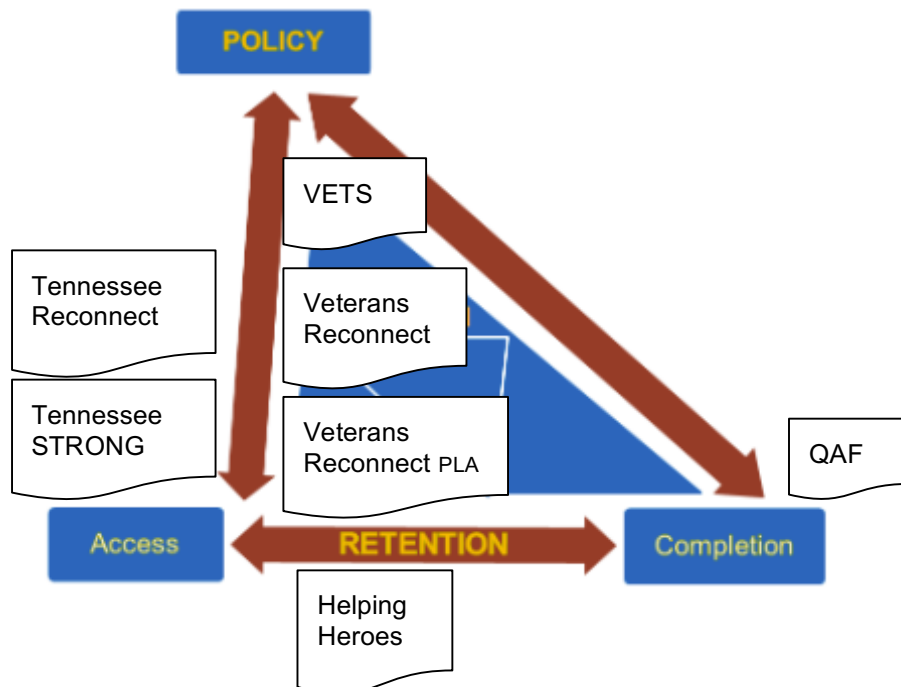 POLICY
VETS
Tennessee
Reconnect
Veterans
Reconnect
Tennessee
STRONG
Veterans
Reconnect PLA
QAF
Access
RETENTION
Completion
Helping
Heroes